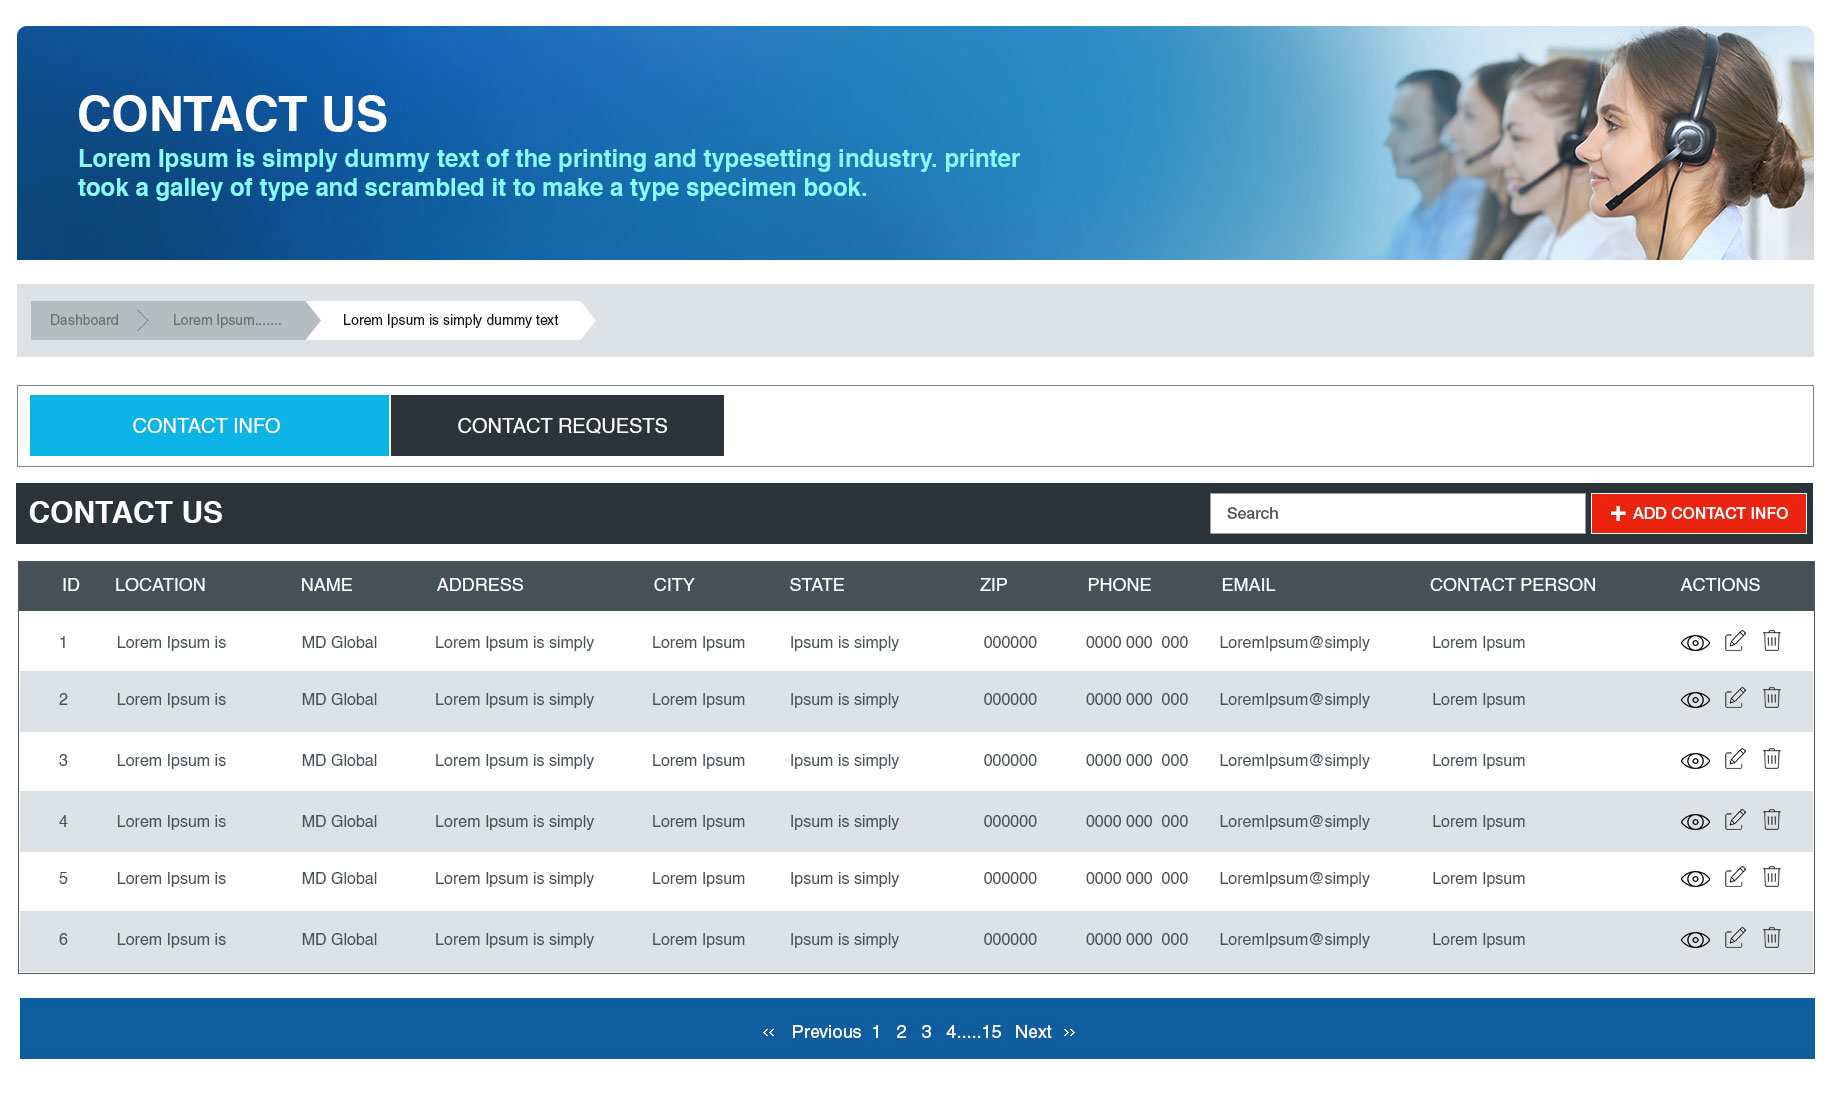 CONTACT US
Lorem Ipsum is simply dummy text of the printing and typesetting industry. printer
took a galley of type and scrambled it to make a type specimen book.
Dashboard Lorem Ipsum....... Lorem Ipsum is simply dummy text
CONTACT INFO CONTACT REQUESTS
CONTACT US Search + ADD CONTACT INFO
ID LOCATION NAME ADDRESS CITY STATE ZIP PHONE EMAIL CONTACT PERSON ACTIONS
1 Lorem Ipsum is MD Global Lorem Ipsum is simply Lorem Ipsum Ipsum is simply 000000 0000 000 000 LoremIpsum@simply Lorem Ipsum
2 Lorem Ipsum is MD Global Lorem Ipsum is simply Lorem Ipsum Ipsum is simply 000000 0000 000 000 LoremIpsum@simply Lorem Ipsum
3 Lorem Ipsum is MD Global Lorem Ipsum is simply Lorem Ipsum Ipsum is simply 000000 0000 000 000 LoremIpsum@simply Lorem Ipsum
4 Lorem Ipsum is MD Global Lorem Ipsum is simply Lorem Ipsum Ipsum is simply 000000 0000 000 000 LoremIpsum@simply Lorem Ipsum
5 Lorem Ipsum is MD Global Lorem Ipsum is simply Lorem Ipsum Ipsum is simply 000000 0000 000 000 LoremIpsum@simply Lorem Ipsum
6 Lorem Ipsum is MD Global Lorem Ipsum is simply Lorem Ipsum Ipsum is simply 000000 0000 000 000 LoremIpsum@simply Lorem Ipsum
‹‹ Previous 1 2 3 4.....15 Next ››